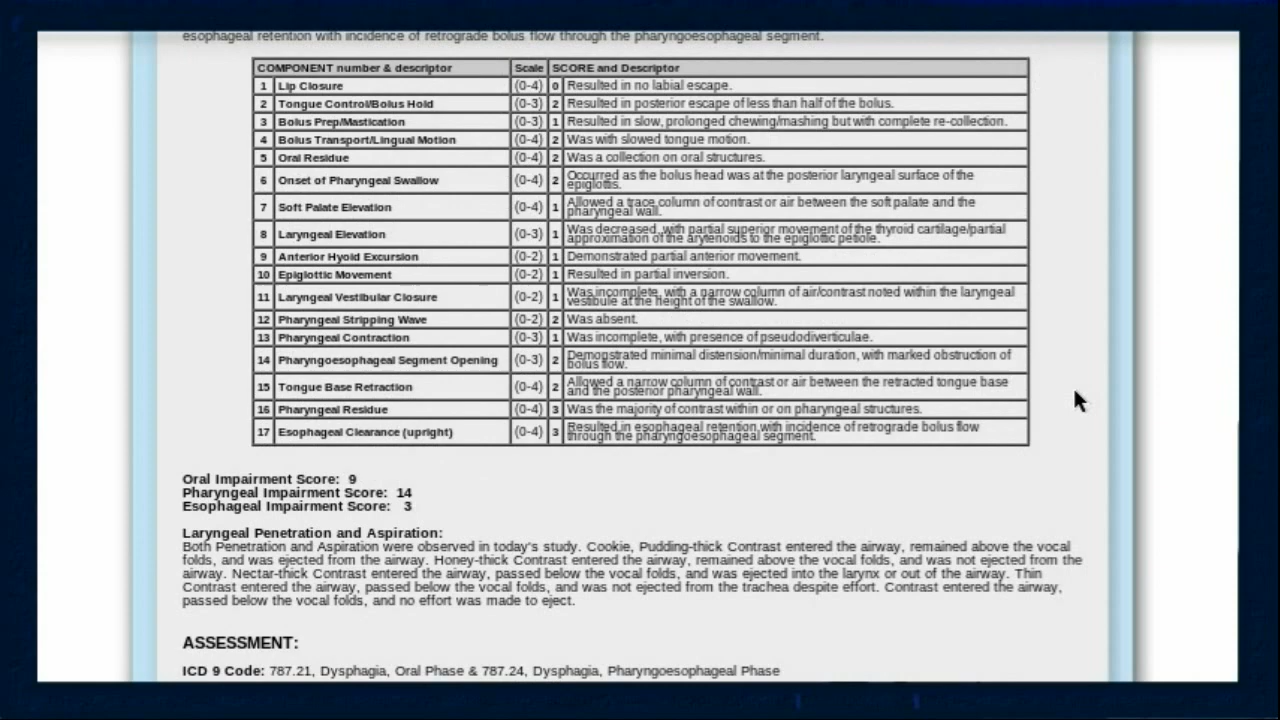 esophageal retention with incidence of retrograde bolus flow through the pharyngoesophageal segment.
COMPONENT number & descriptor Scale SCORE and Descriptor
1 Lip Closure (0-4) 0 Resulted in no labial escape.
2 Tongue Control/Bolus Hold (0-3) 2 Resulted in posterior escape of less than half of the bolus.
3 Bolus Prep/Mastication (0-3) 1 Resulted in slow, prolonged chewing/mashing but with complete re-collection.
4 Bolus Transport/Lingual Motion (0-4) 2 Was with slowed tongue motion.
5 Oral Residue (0-4) 2 Was a collection on oral structures.
6 Onset of Pharyngeal Swallow (0-4) 2 Occurred as the bolus head was at the posterior laryngeal surface of the
epiglottis.
7 Soft Palate Elevation (0-4) 1 Allowed a trace column of contrast or air between the soft palate and the
pharyngeal wall.
8 Laryngeal Elevation (0-3) 1 Was decreased, with partial superior movement of the thyroid cartilage/partial
approximation of the arytenoids to the epiglottic petiole.
9 Anterior Hyoid Excursion (0-2) 1 Demonstrated partial anterior movement.
10 Epiglottic Movement (0-2) 1 Resulted in partial inversion.
11 Laryngeal Vestibular Closure (0-2) 1 Was incomplete, with a narrow column of air/contrast noted within the laryngeal
vestibule at the height of the swallow.
12 Pharyngeal Stripping Wave (0-2) 2 Was absent.
13 Pharyngeal Contraction (0-3) 1 Was incomplete, with presence of pseudodiverticulae.
14 Pharyngoesophageal Segment Opening (0-3) 2 Demonstrated minimal distension/minimal duration, with marked obstruction of
bolus flow.
15 Tongue Base Retraction (0-4) 2 Allowed a narrow column of contrast or air between the retracted tongue base
and the posterior pharyngeal wall.
16 Pharyngeal Residue (0-4) 3 Was the majority of contrast within or on pharyngeal structures.
17 Esophageal Clearance (upright) (0-4) 3 Resulted in esophageal retention with incidence of retrograde bolus flow
through the pharyngoesophageal segment.
Oral Impairment Score: 9
Pharyngeal Impairment Score: 14
Esophageal Impairment Score: 3
Laryngeal Penetration and Aspiration:
Both Penetration and Aspiration were observed in today's study. Cookie, Pudding-thick Contrast entered the airway, remained above the vocal
folds, and was ejected from the airway. Honey-thick Contrast entered the airway, remained above the vocal folds, and was not ejected from the
airway. Nectar-thick Contrast entered the airway, passed below the vocal folds, and was ejected into the larynx or out of the airway. Thin
Contrast entered the airway, passed below the vocal folds, and was not ejected from the trachea despite effort. Contrast entered the airway,
passed below the vocal folds, and no effort was made to eject.
ASSESSMENT:
ICD 9 Code: 787.21, Dysphagia, Oral Phase & 787.24, Dysphagia, Pharyngoesophageal Phase